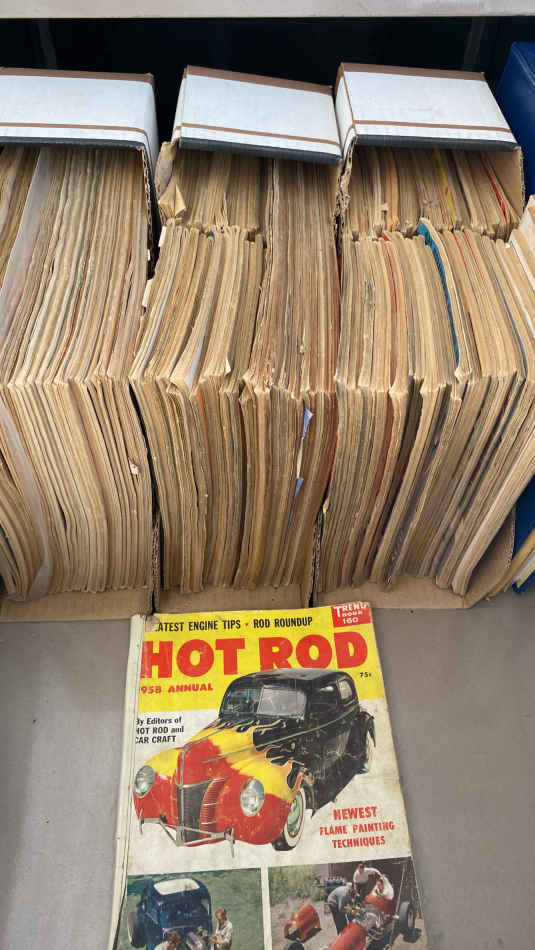 LATEST ENGINE TIPS • ROD ROUNDUP
TREND
BOOK
160
HOT ROD
1958 ANNUAL
75¢
By Editors of
HOT ROD and
CAR CRAFT
NEWEST
FLAME PAINTING
TECHNIQUES